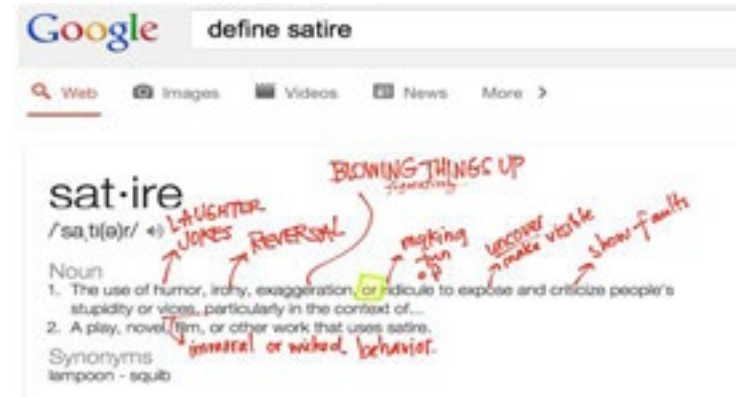 Google define satire
Web Images Videos News More >
BLOWING THINGS UP
figuratively
sat·ire
/ˈsaˌtī(ə)r/
LAUGHTER
JOKES
REVERSAL
making
fun
of
uncover
make visible
show faults
Noun
1. The use of humor, irony, exaggeration, or ridicule to expose and criticize people's
stupidity or vices, particularly in the context of...
2. A play, novel, film, or other work that uses satire.
immoral or wicked behavior.
Synonyms
lampoon - squib